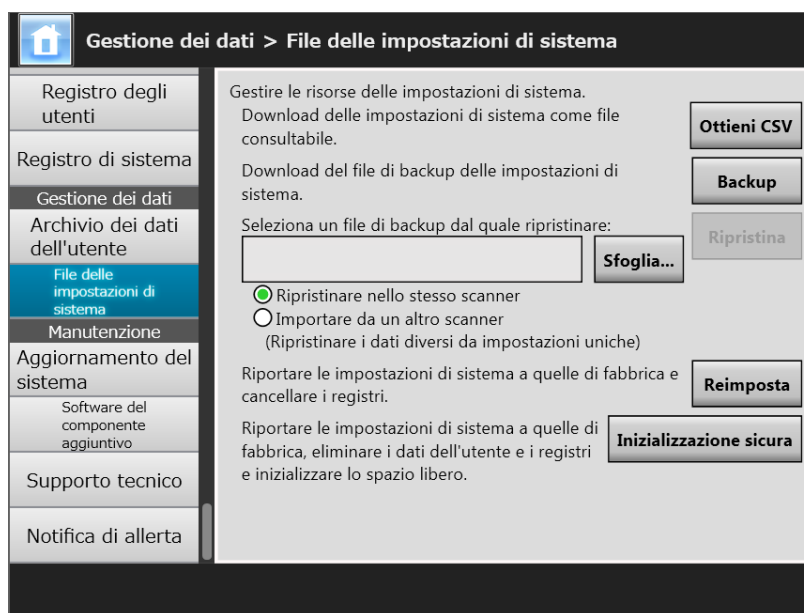 Gestione dei dati > File delle impostazioni di sistema
Registro degli
utenti
Registro di sistema
Gestione dei dati
Archivio dei dati
dell'utente
File delle
impostazioni di
sistema
Manutenzione
Aggiornamento del
sistema
Software del
componente
aggiuntivo
Supporto tecnico
Notifica di allerta
Gestire le risorse delle impostazioni di sistema.
Download delle impostazioni di sistema come file
consultabile.
Ottieni CSV
Download del file di backup delle impostazioni di
sistema.
Backup
Seleziona un file di backup dal quale ripristinare:
Ripristina
Sfoglia...
Ripristinare nello stesso scanner
Importare da un altro scanner
(Ripristinare i dati diversi da impostazioni uniche)
Riportare le impostazioni di sistema a quelle di fabbrica e
cancellare i registri.
Reimposta
Riportare le impostazioni di sistema a quelle di
fabbrica, eliminare i dati dell'utente e i registri
e inizializzare lo spazio libero.
Inizializzazione sicura